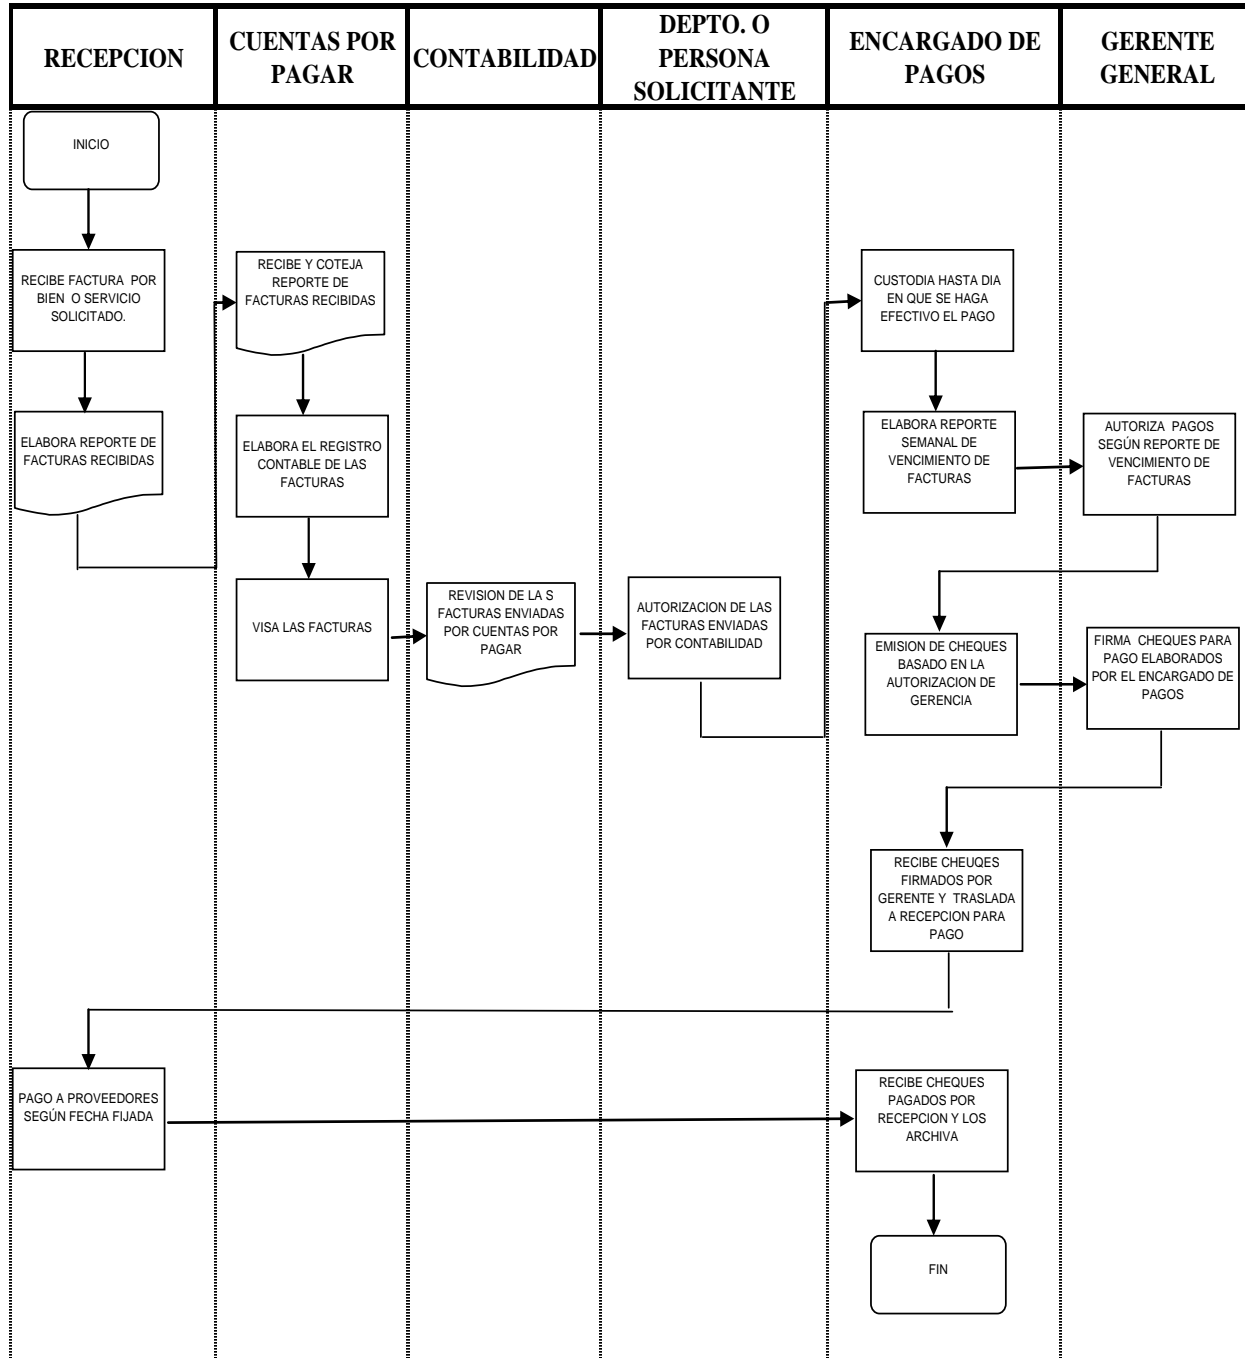 RECEPCION
CUENTAS POR
PAGAR
CONTABILIDAD
DEPTO. O
PERSONA
SOLICITANTE
ENCARGADO DE
PAGOS
GERENTE
GENERAL
INICIO
RECIBE FACTURA POR
BIEN O SERVICIO
SOLICITADO.
RECIBE Y COTEJA
REPORTE DE
FACTURAS RECIBIDAS
CUSTODIA HASTA DIA
EN QUE SE HAGA
EFECTIVO EL PAGO
ELABORA REPORTE DE
FACTURAS RECIBIDAS
ELABORA EL REGISTRO
CONTABLE DE LAS
FACTURAS
ELABORA REPORTE
SEMANAL DE
VENCIMIENTO DE
FACTURAS
AUTORIZA PAGOS
SEGÚN REPORTE DE
VENCIMIENTO DE
FACTURAS
VISA LAS FACTURAS
REVISION DE LA S
FACTURAS ENVIADAS
POR CUENTAS POR
PAGAR
AUTORIZACION DE LAS
FACTURAS ENVIADAS
POR CONTABILIDAD
EMISION DE CHEQUES
BASADO EN LA
AUTORIZACION DE
GERENCIA
FIRMA CHEQUES PARA
PAGO ELABORADOS
POR EL ENCARGADO DE
PAGOS
RECIBE CHEUQES
FIRMADOS POR
GERENTE Y TRASLADA
A RECEPCION PARA
PAGO
PAGO A PROVEEDORES
SEGÚN FECHA FIJADA
RECIBE CHEQUES
PAGADOS POR
RECEPCION Y LOS
ARCHIVA
FIN